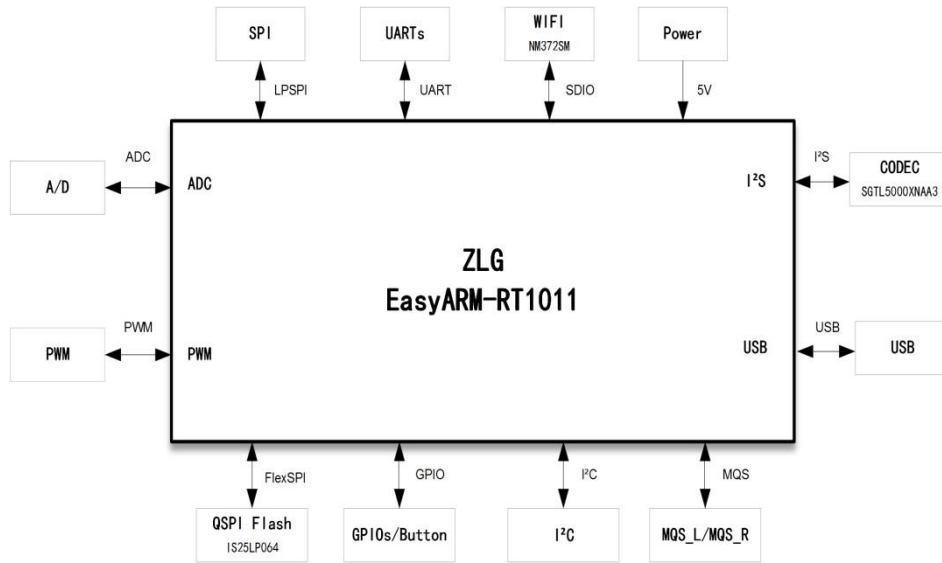 SPI
UARTs
WIFI
NM372SM
Power
LPSPI
UART
SDIO
5V
ADC
A/D
ADC
I²S
I²S
CODEC
SGTL5000XNAA3
ZLG
EasyARM-RT1011
PWM
PWM
PWM
USB
USB
USB
FlexSPI
GPIO
I²C
MQS
QSPI Flash
IS25LP064
GPIOs/Button
I²C
MQS_L/MQS_R